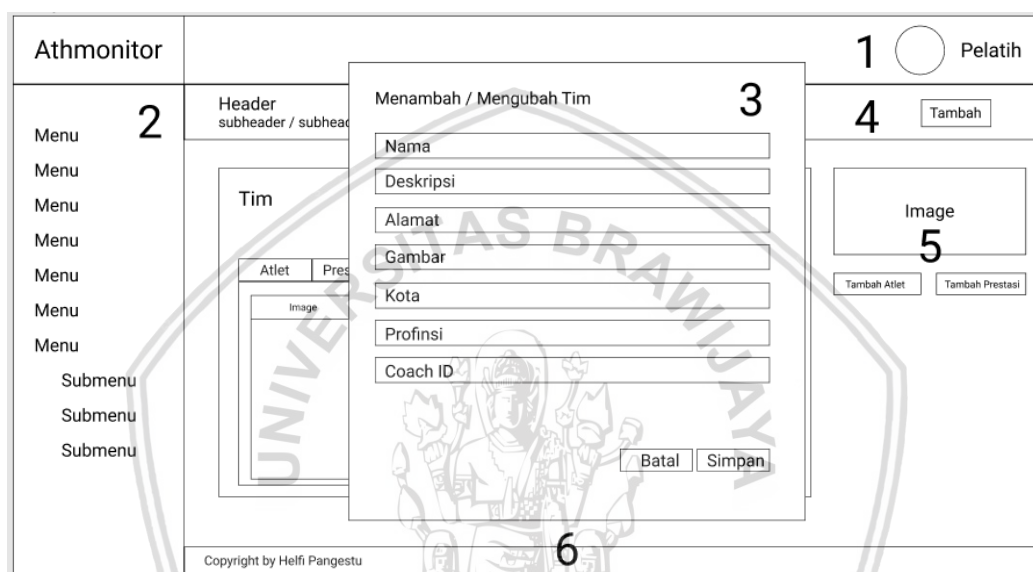 Athmonitor
1
Pelatih
2
Menu
Menu
Menu
Menu
Menu
Menu
Menu
Submenu
Submenu
Submenu
Header
subheader /
4
Tambah
3
Menambah / Mengubah Tim
Nama
Deskripsi
Alamat
Gambar
Kota
Profinsi
Coach ID
Batal
Simpan
Tim
Atlet
Image
Image
5
Tambah Atlet
Tambah Prestasi
6
Copyright by Helfi Pangestu
UNIVERSITAS BRAWIJAYA